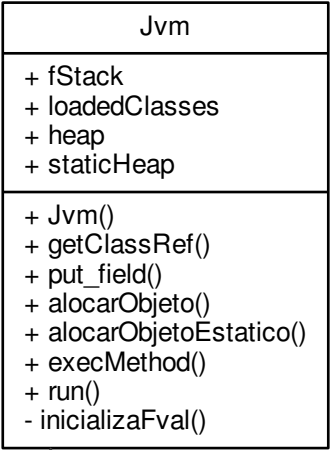 Jvm
+ fStack
+ loadedClasses
+ heap
+ staticHeap
+ Jvm()
+ getClassRef()
+ put_field()
+ alocarObjeto()
+ alocarObjetoEstatico()
+ execMethod()
+ run()
- inicializaFval()